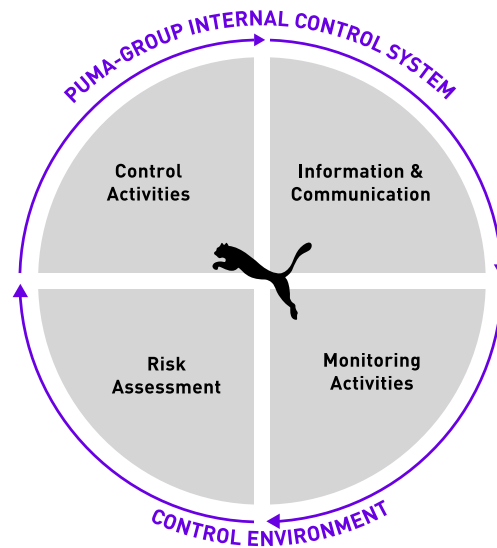 PUMA-GROUP INTERNAL CONTROL SYSTEM
Control
Activities
Information &
Communication
Risk
Assessment
Monitoring
Activities
CONTROL ENVIRONMENT